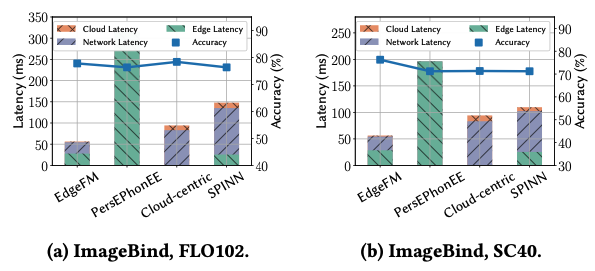 Cloud Latency
Network Latency
Edge Latency
Accuracy
Latency (ms)
350
300
250
200
150
100
50
0
90
80
70
60
50
40
Accuracy (%)
EdgeFM
PersEPhonEE
Cloud-centric
SPINN
(a) ImageBind, FLO102.
Cloud Latency
Network Latency
Edge Latency
Accuracy
Latency (ms)
250
200
150
100
50
0
90
80
70
60
50
40
30
Accuracy (%)
EdgeFM
PersEPhonEE
Cloud-centric
SPINN
(b) ImageBind, SC40.